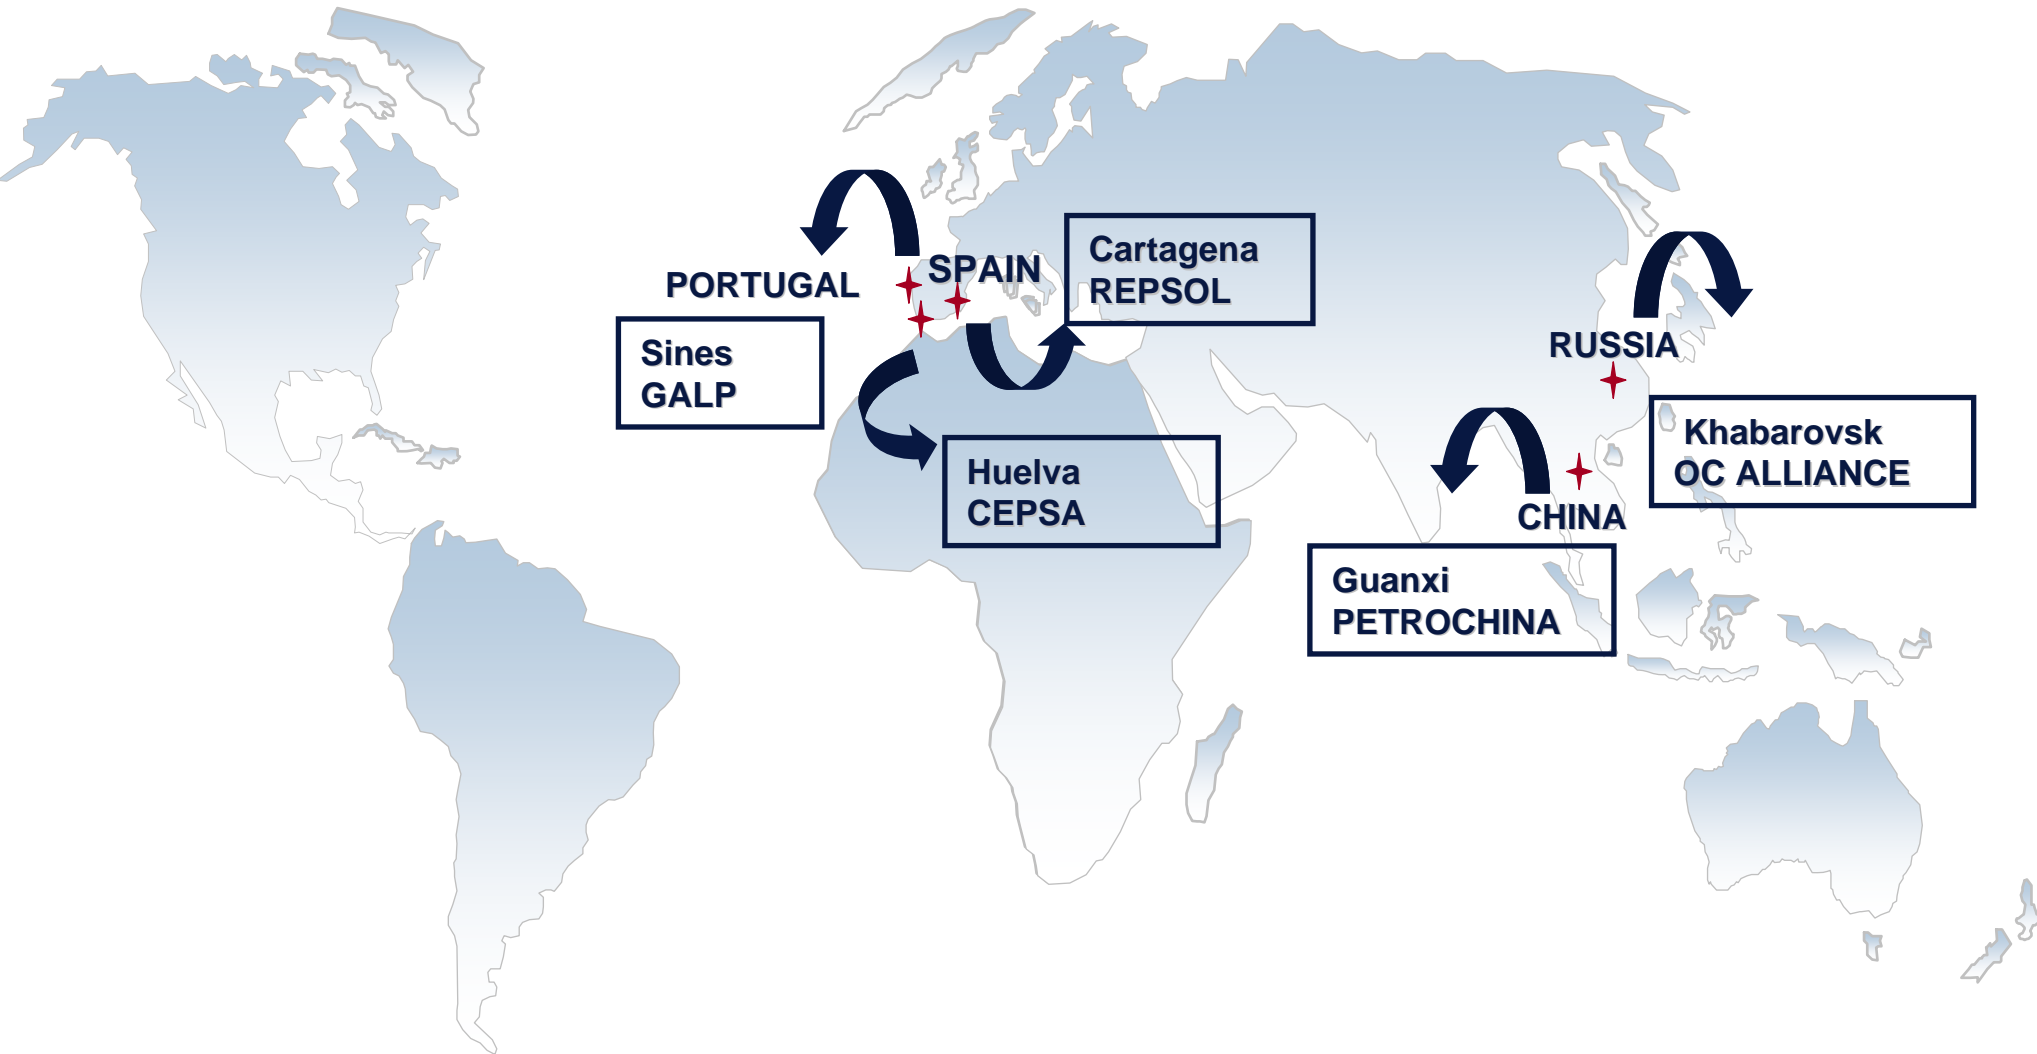 PORTUGAL
Sines
GALP
SPAIN
Cartagena
REPSOL
Huelva
CEPSA
RUSSIA
Khabarovsk
OC ALLIANCE
CHINA
Guanxi
PETROCHINA